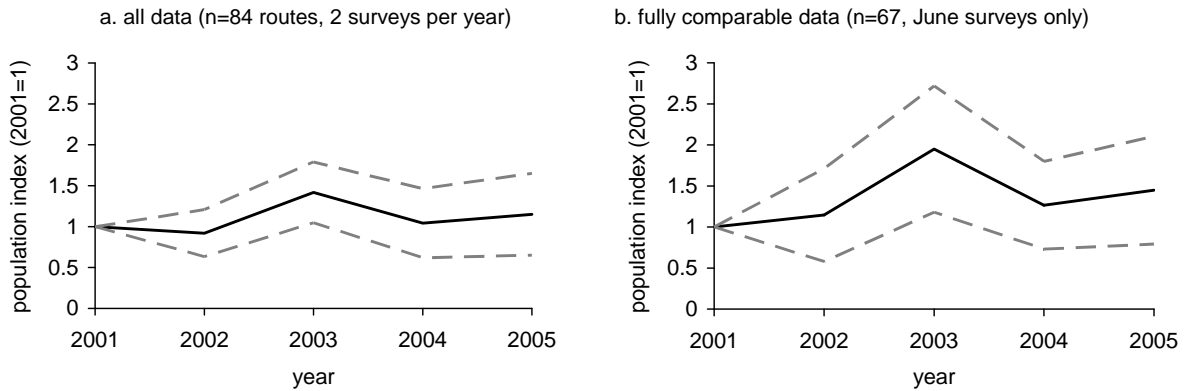 a. all data (n=84 routes, 2 surveys per year)
population index (2001=1)
3
2.5
2
1.5
1
0.5
0
2001 2002 2003 2004 2005
year
b. fully comparable data (n=67, June surveys only)
population index (2001=1)
3
2.5
2
1.5
1
0.5
0
2001 2002 2003 2004 2005
year